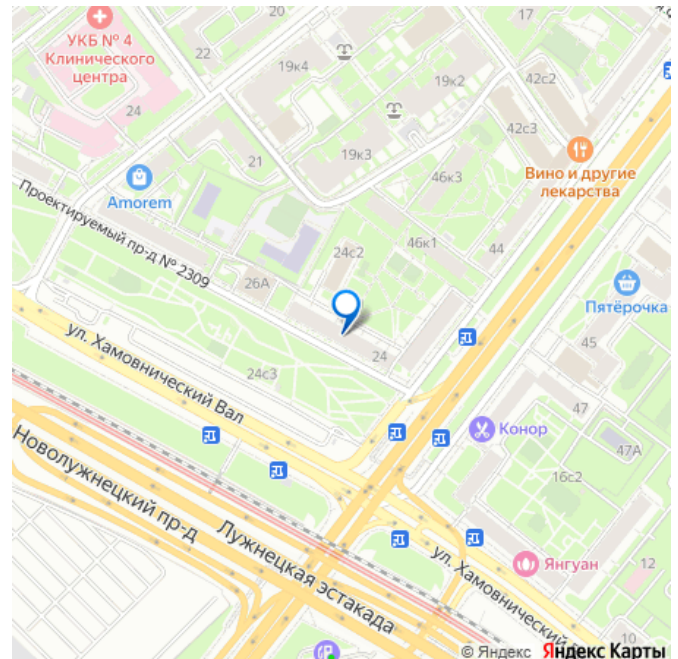 17
22
УКБ № 4
Клинического
центра
20
19к4
24
19к2
42с2
42с3
19к3
21
Вино и другие
лекарства
46к3
Amorem
Проектируемый пр-д № 2309
24с2
46к1
44
26А
Пятёрочка
24
45
ул. Хамовнический Вал
24с3
47
Конор
47А
Новолужнецкий пр-д
16с2
Лужнецкая эстакада
Янгуан
12
ул. Хамовнический
10
© Яндекс Яндекс Карты